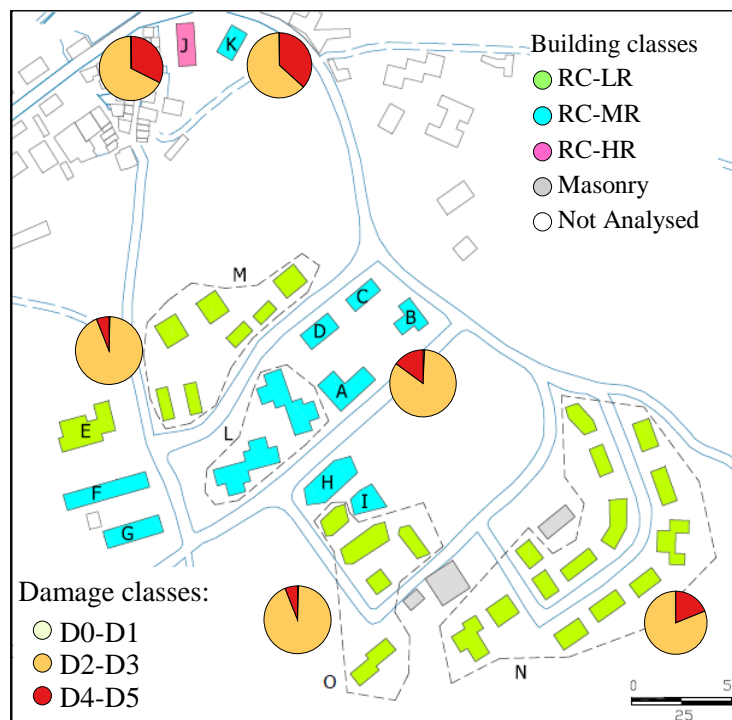 J
K
Building classes
RC-LR
RC-MR
RC-HR
Masonry
Not Analysed
M
C
B
D
A
E
L
F
H
I
G
Damage classes:
D0-D1
D2-D3
D4-D5
O
N
0
5
25